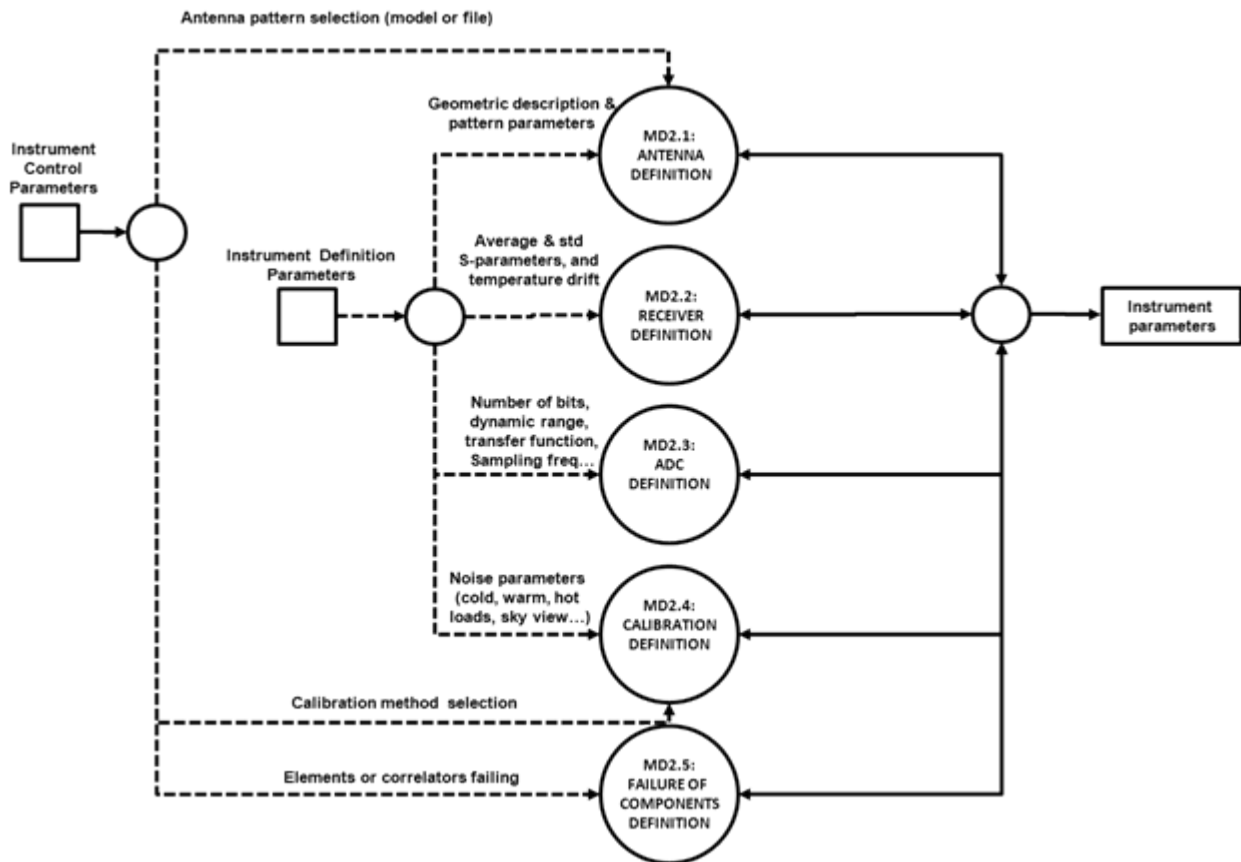 Antenna pattern selection (model or file)
Geometric description &
pattern parameters
MD2.1:
ANTENNA
DEFINITION
Instrument
Control
Parameters
Instrument Definition
Parameters
Average & std
S-parameters, and
temperature drift
MD2.2:
RECEIVER
DEFINITION
Instrument
parameters
Number of bits,
dynamic range,
transfer function,
Sampling freq...
MD2.3:
ADC
DEFINITION
Noise parameters
(cold, warm, hot
loads, sky view...)
MD2.4:
CALIBRATION
DEFINITION
Calibration method selection
Elements or correlators failing
MD2.5:
FAILURE OF
COMPONENTS
DEFINITION